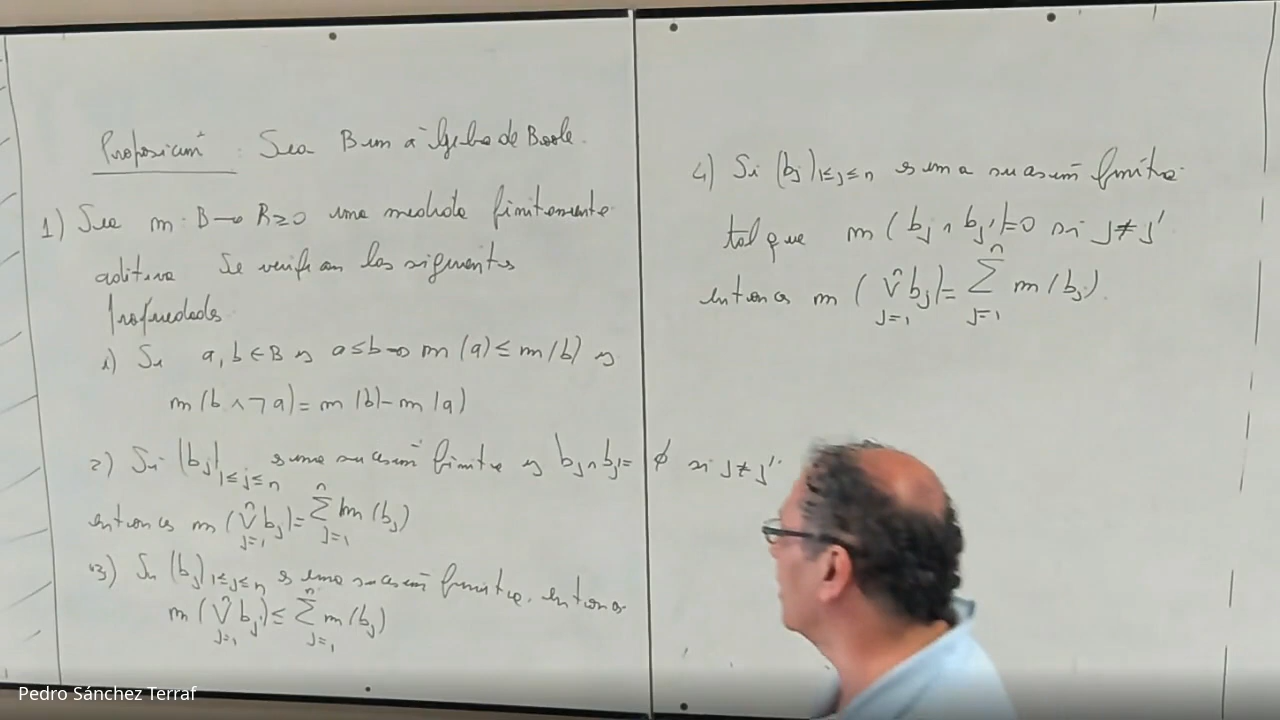 Proposición : Sea B un álgebra de Boole.
1) Sea m : B → R≥0 una medida finitamente
aditiva Se verifican las siguientes
Propiedades
1) Si a, b ∈ B y a ≤ b → m (a) ≤ m (b) y
m (b ∧ ¬ a) = m (b) - m (a)
2) Si (bj)1≤j≤n es una sucesión finita y bj ∧ bj' = ∅ si j ≠ j'
entonces m ( ⋁_{j=1}^{n} bj) = ∑_{j=1}^{n} m (bj)
3) Si (bj)1≤j≤n es una sucesión finita, entonces
m ( ⋁_{j=1}^{n} bj) ≤ ∑_{j=1}^{n} m (bj)
4) Si (bj)1≤j≤n es una sucesión finita
tal que m ( bj ∧ bj' ) = 0 si j ≠ j'
entonces m ( ⋁_{j=1}^{n} bj) = ∑_{j=1}^{n} m (bj).
Pedro Sánchez Terraf